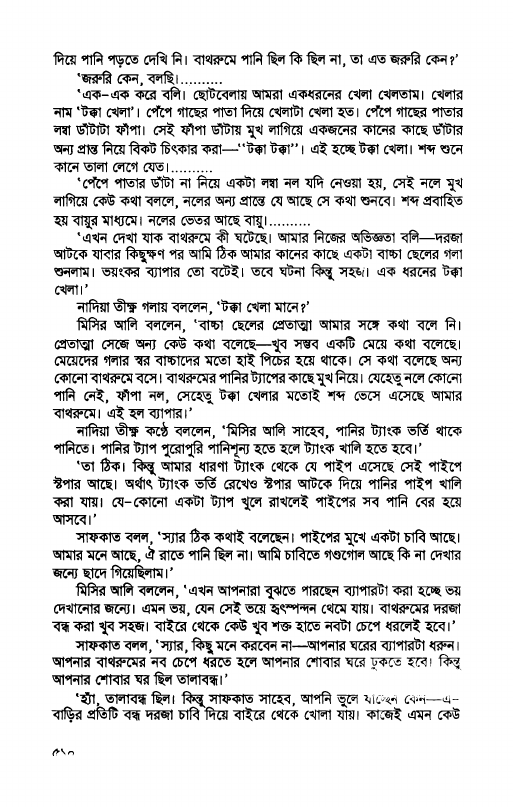 দিয়ে পানি পড়তে দেখি নি। বাথরুমে পানি ছিল কি ছিল না, তা এত জরুরি কেন?’
‘জরুরি কেন, বলছি।..........
‘এক–এক করে বলি। ছোটবেলায় আমরা একধরনের খেলা খেলতাম। খেলার
নাম ‘টক্কা খেলা’। পেঁপে গাছের পাতা দিয়ে খেলাটা খেলা হত। পেঁপে গাছের পাতার
লম্বা ডাঁটাটা ফাঁপা। সেই ফাঁপা ডাঁটায় মুখ লাগিয়ে একজনের কানের কাছে ডাঁটার
অন্য প্রান্ত নিয়ে বিকট চিৎকার করা—‘‘টক্কা টক্কা’’। এই হচ্ছে টক্কা খেলা। শব্দ শুনে
কানে তালা লেগে যেত।..........
‘পেঁপে পাতার ডাঁটা না নিয়ে একটা লম্বা নল যদি নেওয়া হয়, সেই নলে মুখ
লাগিয়ে কেউ কথা বললে, নলের অন্য প্রান্তে যে আছে সে কথা শুনবে। শব্দ প্রবাহিত
হয় বায়ুর মাধ্যমে। নলের ভেতর আছে বায়ু।..........
‘এখন দেখা যাক বাথরুমে কী ঘটেছে। আমার নিজের অভিজ্ঞতা বলি—দরজা
আটকে যাবার কিছুক্ষণ পর আমি ঠিক আমার কানের কাছে একটা বাচ্চা ছেলের গলা
শুনলাম। ভয়ংকর ব্যাপার তো বটেই। তবে ঘটনা কিন্তু সহজ। এক ধরনের টক্কা
খেলা।’
নাদিয়া তীক্ষ্ণ গলায় বললেন, ‘টক্কা খেলা মানে?’
মিসির আলি বললেন, ‘বাচ্চা ছেলের প্রেতাত্মা আমার সঙ্গে কথা বলে নি।
প্রেতাত্মা সেজে অন্য কেউ কথা বলেছে—খুব সম্ভব একটি মেয়ে কথা বলেছে।
মেয়েদের গলার স্বর বাচ্চাদের মতো হাই পিচের হয়ে থাকে। সে কথা বলেছে অন্য
কোনো বাথরুমে বসে। বাথরুমের পানির ট্যাপের কাছে মুখ নিয়ে। যেহেতু নলে কোনো
পানি নেই, ফাঁপা নল, সেহেতু টক্কা খেলার মতোই শব্দ ভেসে এসেছে আমার
বাথরুমে। এই হল ব্যাপার।’
নাদিয়া তীক্ষ্ণ কণ্ঠে বললেন, ‘মিসির আলি সাহেব, পানির ট্যাংক ভর্তি থাকে
পানিতে। পানির ট্যাপ পুরোপুরি পানিশূন্য হতে হলে ট্যাংক খালি হতে হবে।’
‘তা ঠিক। কিন্তু আমার ধারণা ট্যাংক থেকে যে পাইপ এসেছে সেই পাইপে
স্টপার আছে। অর্থাৎ ট্যাংক ভর্তি রেখেও স্টপার আটকে দিয়ে পানির পাইপ খালি
করা যায়। যে–কোনো একটা ট্যাপ খুলে রাখলেই পাইপের সব পানি বের হয়ে
আসবে।’
সাফকাত বলল, ‘স্যার ঠিক কথাই বলেছেন। পাইপের মুখে একটা চাবি আছে।
আমার মনে আছে, ঐ রাতে পানি ছিল না। আমি চাবিতে গণ্ডগোল আছে কি না দেখার
জন্যে ছাদে গিয়েছিলাম।’
মিসির আলি বললেন, ‘এখন আপনারা বুঝতে পারছেন ব্যাপারটা করা হচ্ছে ভয়
দেখানোর জন্যে। এমন ভয়, যেন সেই ভয়ে হৃৎস্পন্দন থেমে যায়। বাথরুমের দরজা
বন্ধ করা খুব সহজ। বাইরে থেকে কেউ খুব শক্ত হাতে নবটা চেপে ধরলেই হবে।’
সাফকাত বলল, ‘স্যার, কিছু মনে করবেন না—আপনার ঘরের ব্যাপারটা ধরুন।
আপনার বাথরুমের নব চেপে ধরতে হলে আপনার শোবার ঘরে ঢুকতে হবে। কিন্তু
আপনার শোবার ঘর ছিল তালাবন্ধ।’
‘হ্যাঁ, তালাবন্ধ ছিল। কিন্তু সাফকাত সাহেব, আপনি ভুলে যাচ্ছেন কেন—এ–
বাড়ির প্রতিটি বন্ধ দরজা চাবি দিয়ে বাইরে থেকে খোলা যায়। কাজেই এমন কেউ
৫১০